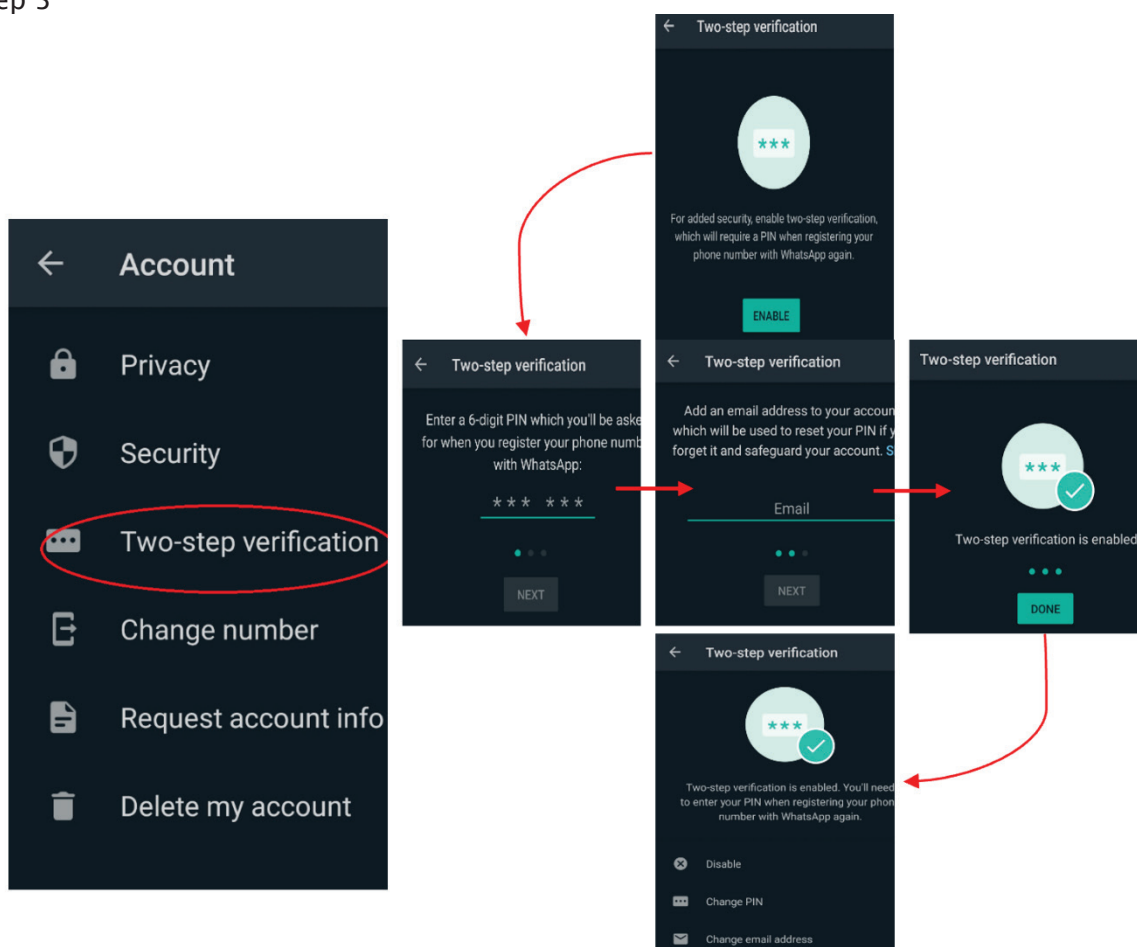 Account
Privacy
Security
Two-step verification
Change number
Request account info
Delete my account
Two-step verification
***
For added security, enable two-step verification,
which will require a PIN when registering your
phone number with WhatsApp again.
ENABLE
Two-step verification
Enter a 6-digit PIN which you'll be aske
for when you register your phone numb
with WhatsApp:
*** ***
NEXT
Two-step verification
Add an email address to your accoun
which will be used to reset your PIN if y
forget it and safeguard your account. S
Email
NEXT
Two-step verification
***
Two-step verification is enabled
DONE
Two-step verification
***
Two-step verification is enabled. You'll need
to enter your PIN when registering your phon
number with WhatsApp again.
Disable
Change PIN
Change email address